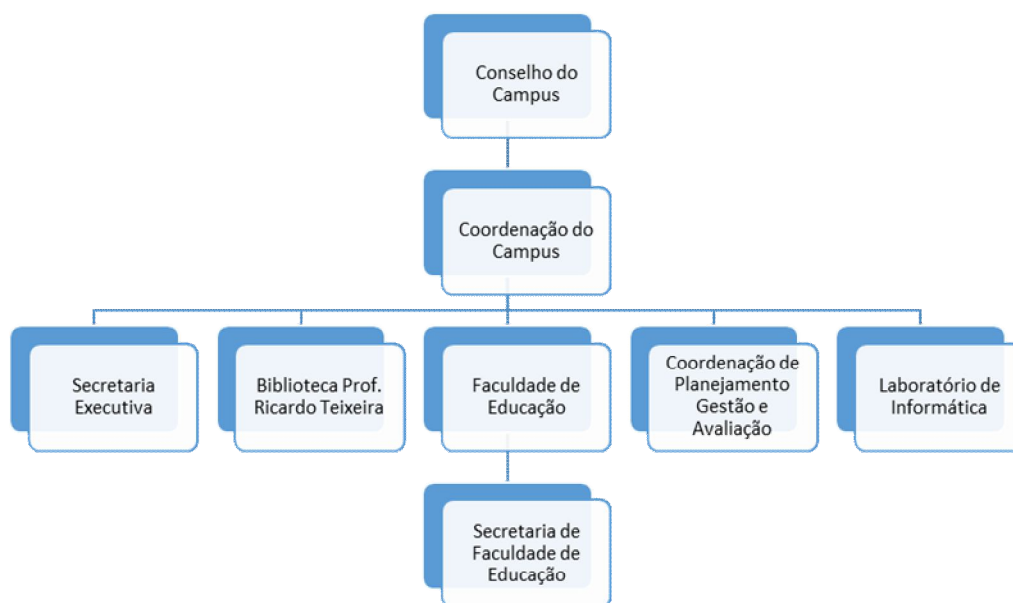 Conselho do
Campus
Coordenação do
Campus
Secretaria
Executiva
Biblioteca Prof.
Ricardo Teixeira
Faculdade de
Educação
Coordenação de
Planejamento
Gestão e
Avaliação
Laboratório de
Informática
Secretaria de
Faculdade de
Educação